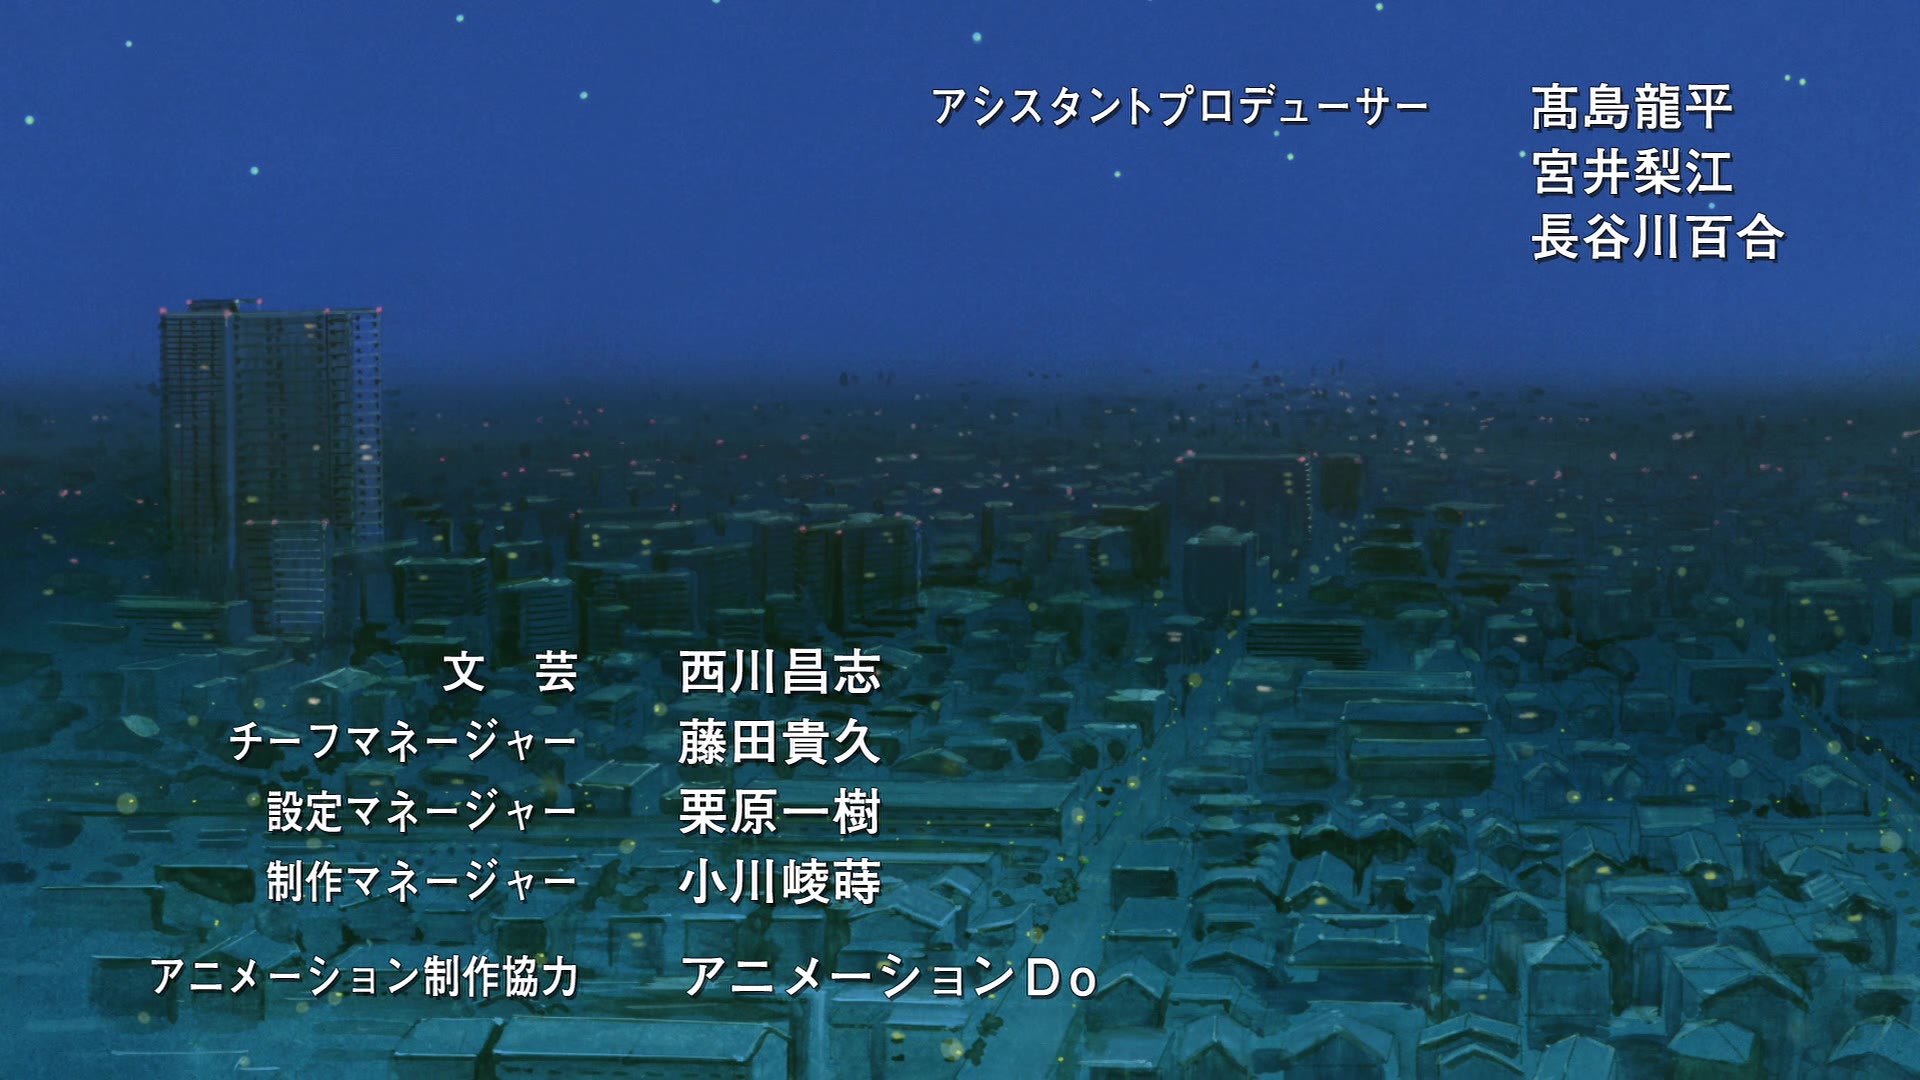 アシスタントプロデューサー 髙島龍平
宮井梨江
長谷川百合
文 芸 西川昌志
チーフマネージャー 藤田貴久
設定マネージャー 栗原一樹
制作マネージャー 小川崚蒔
アニメーション制作協力 アニメーションDo